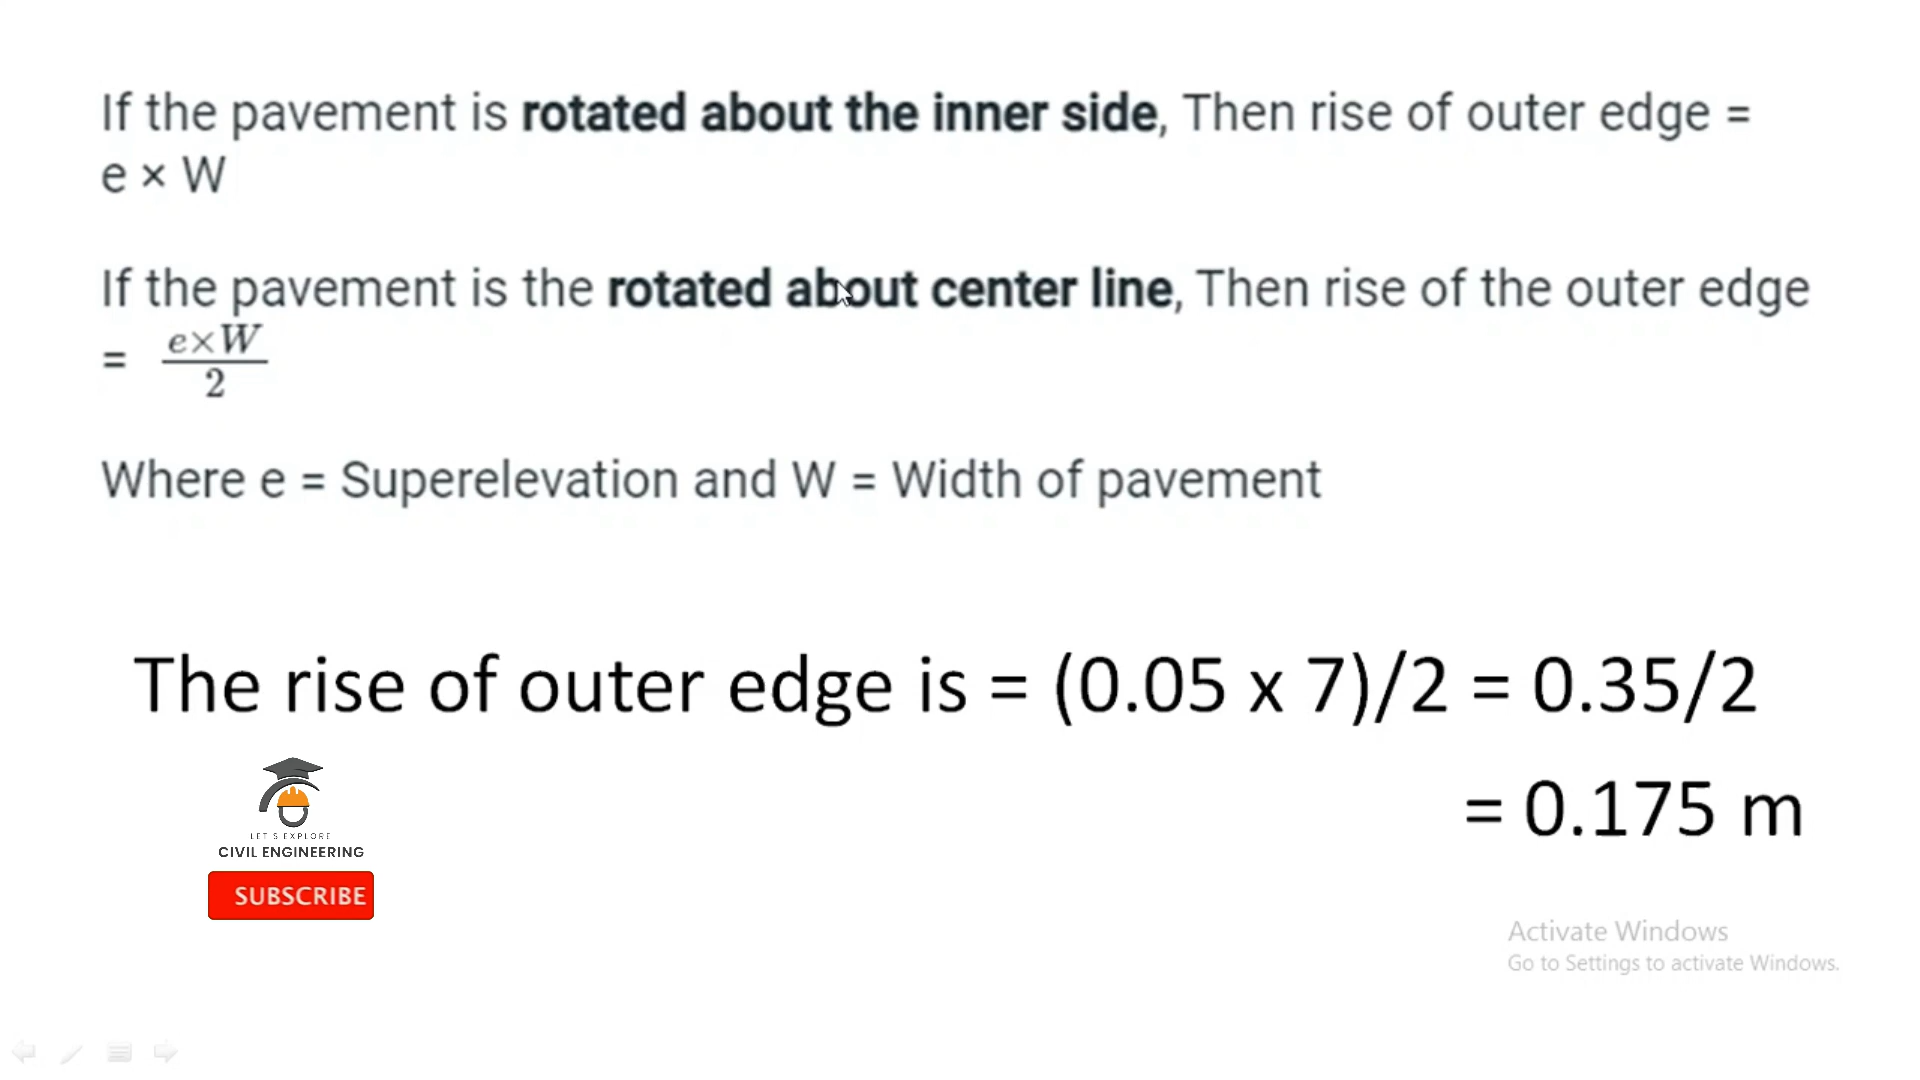 If the pavement is rotated about the inner side, Then rise of outer edge =
e × W
If the pavement is the rotated about center line, Then rise of the outer edge
= e×W
2
Where e = Superelevation and W = Width of pavement
The rise of outer edge is = (0.05 x 7)/2 = 0.35/2
= 0.175 m
LET'S EXPLORE
CIVIL ENGINEERING
SUBSCRIBE
Activate Windows
Go to Settings to activate Windows.